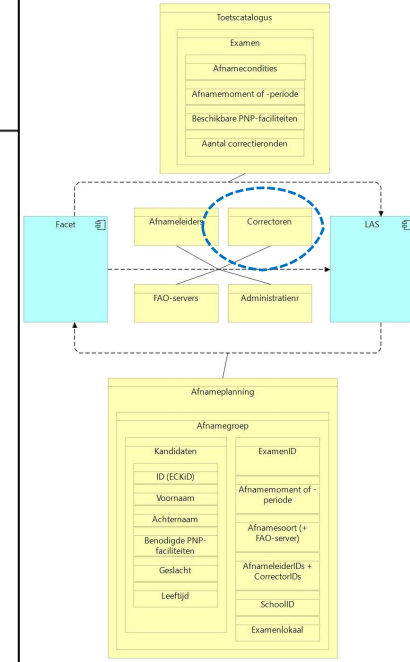 Toetscatalogus
Examen
Afnamecondities
Afnamemoment of -periode
Beschikbare PNP-faciliteiten
Aantal correctieronden
Facet
Afnameleiders
Correctoren
LAS
FAO-servers
Administratienr
Afnameplanning
Afnamegroep
Kandidaten
ID (ECKiD)
Voornaam
Achternaam
Benodigde PNP-
faciliteiten
Geslacht
Leeftijd
ExamenID
Afnamemoment of -
periode
Afnamesoort (+
FAO-server)
AfnameleiderIDs +
CorrectorIDs
SchoolID
Examenlokaal